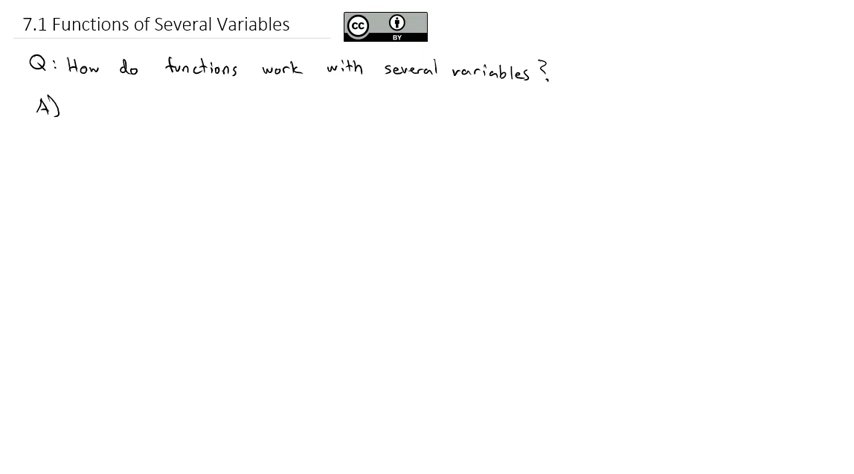 7.1 Functions of Several Variables
CC BY
Q: How do functions work with several variables?
A)